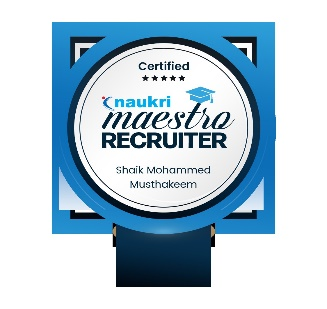 Certified
naukri
maestro
RECRUITER
Shaik Mohammed
Musthakeem